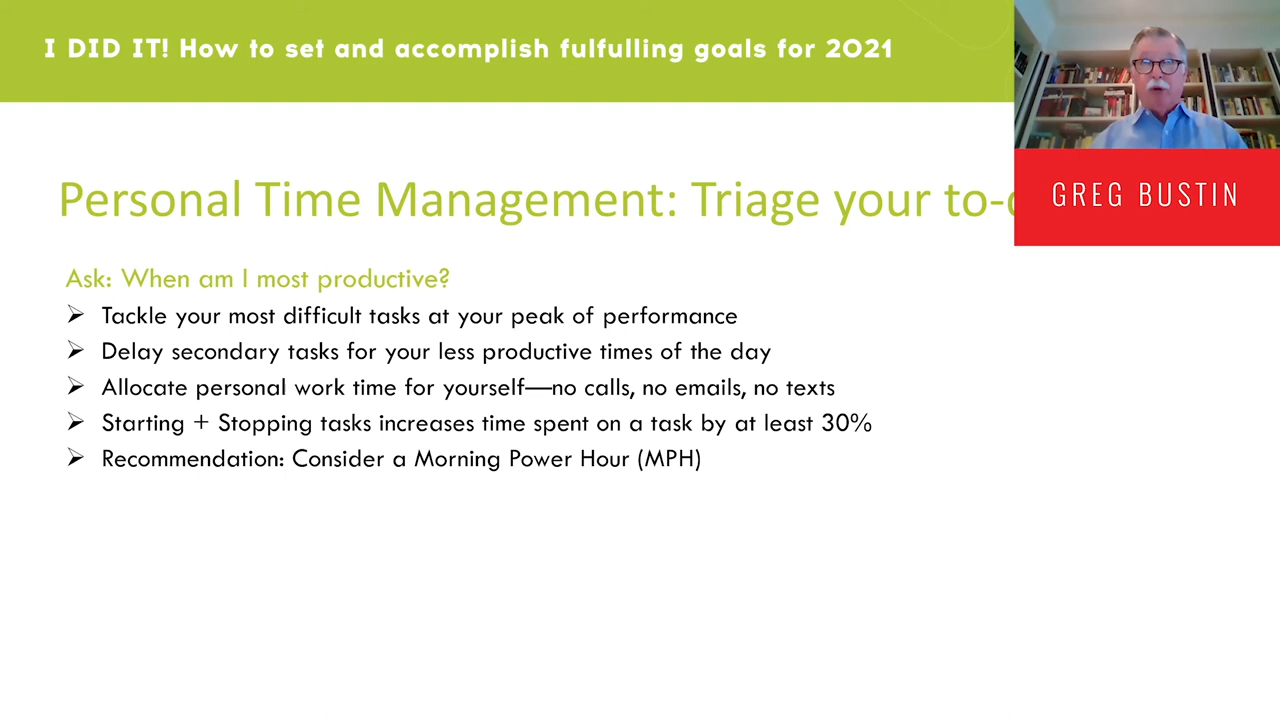 I DID IT! How to set and accomplish fulfulling goals for 2021
GREG BUSTIN
Personal Time Management: Triage your to-
Ask: When am I most productive?
➢ Tackle your most difficult tasks at your peak of performance
➢ Delay secondary tasks for your less productive times of the day
➢ Allocate personal work time for yourself—no calls, no emails, no texts
➢ Starting + Stopping tasks increases time spent on a task by at least 30%
➢ Recommendation: Consider a Morning Power Hour (MPH)